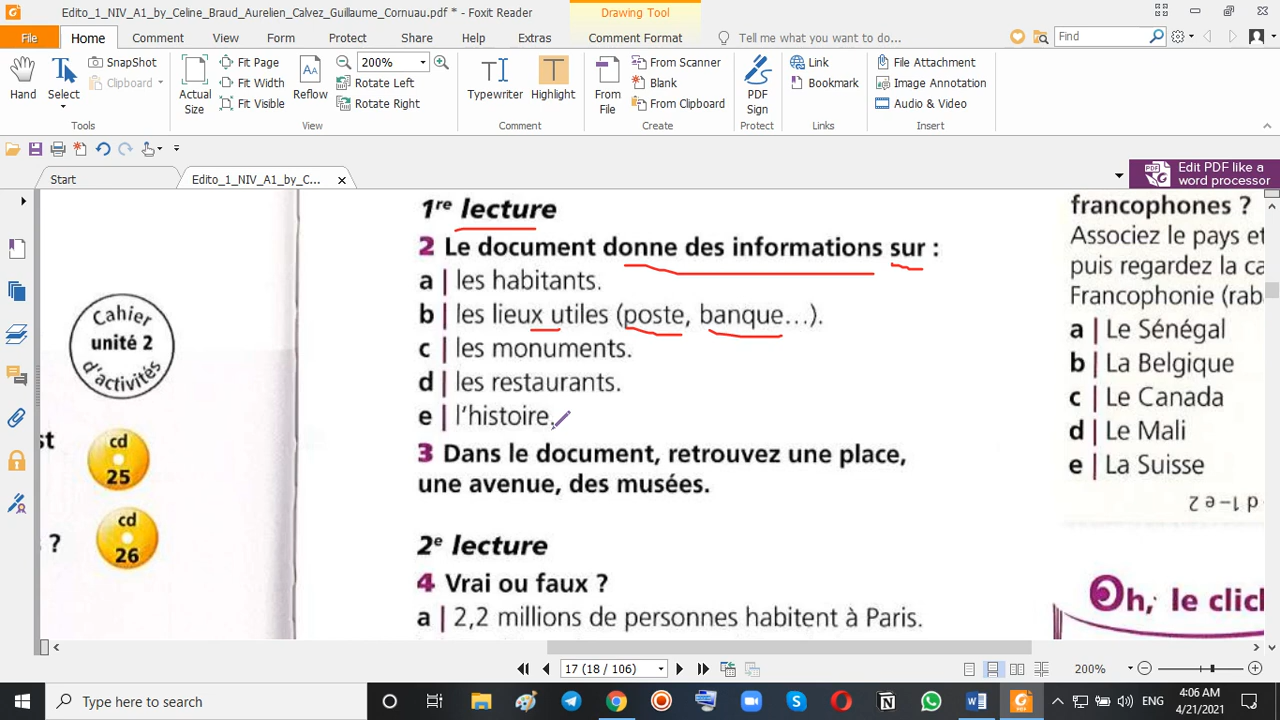 Edito_1_NIV_A1_by_Celine_Braud_Aurelien_Calvez_Guillaume_Cornuau.pdf * - Foxit Reader
Drawing Tool
File
Home
Comment
View
Form
Protect
Share
Help
Extras
Comment Format
Tell me what you want to do...
Find
Hand
Select
SnapShot
Clipboard
Actual Size
Fit Page
Fit Width
Fit Visible
Reflow
200%
Rotate Left
Rotate Right
Typewriter
Highlight
From File
From Scanner
Blank
From Clipboard
PDF Sign
Link
Bookmark
File Attachment
Image Annotation
Audio & Video
Tools
View
Comment
Create
Protect
Links
Insert
Start
Edito_1_NIV_A1_by_C...
Edit PDF like a
word processor
Cahier
unité 2
d'activités
st
cd
25
cd
26
?
1re lecture
2 Le document donne des informations sur :
a | les habitants.
b | les lieux utiles (poste, banque...).
c | les monuments.
d | les restaurants.
e | l'histoire.
3 Dans le document, retrouvez une place,
une avenue, des musées.
2e lecture
4 Vrai ou faux ?
a | 2,2 millions de personnes habitent à Paris.
francophones ?
Associez le pays et
puis regardez la ca
Francophonie (rab
a | Le Sénégal
b | La Belgique
c | Le Canada
d | Le Mali
e | La Suisse
d 1 – e 2
Oh, le clic
17 (18 / 106)
200%
Type here to search
ENG
4:06 AM
4/21/2021